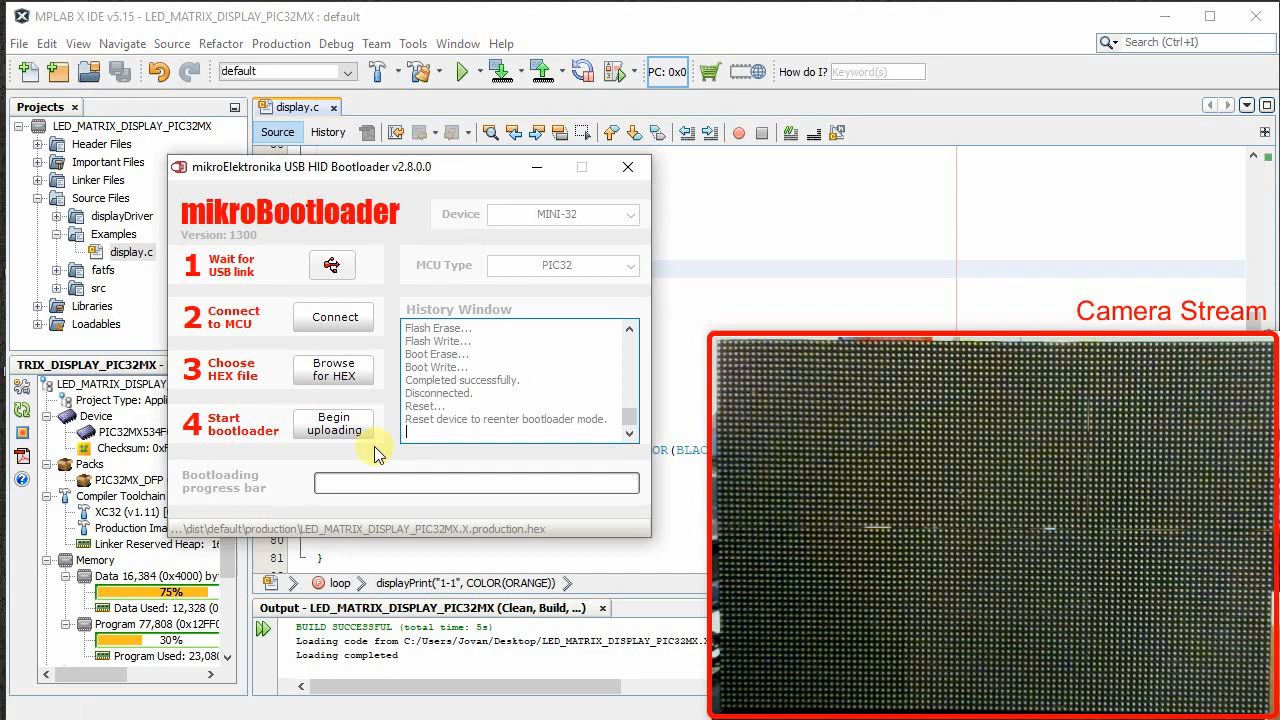 MPLAB X IDE v5.15 - LED_MATRIX_DISPLAY_PIC32MX : default
File Edit View Navigate Source Refactor Production Debug Team Tools Window Help
Search (Ctrl+I)
default
PC: 0x0
How do I?
Keyword(s)
Projects
display.c
LED_MATRIX_DISPLAY_PIC32MX
Source History
Header Files
Important Files
Linker Files
Source Files
displayDriver
Examples
display.c
fatfs
src
Libraries
Loadables
mikroElektronika USB HID Bootloader v2.8.0.0
mikroBootloader
Version: 1300
Device
MINI-32
1 Wait for
USB link
MCU Type
PIC32
2 Connect
to MCU
Connect
3 Choose
HEX file
Browse
for HEX
4 Start
bootloader
Begin
uploading
History Window
Flash Erase...
Flash Write...
Boot Erase...
Boot Write...
Completed successfully.
Disconnected.
Reset...
Reset device to reenter bootloader mode.
Bootloading
progress bar
...\dist\default\production\LED_MATRIX_DISPLAY_PIC32MX.X.production.hex
Camera Stream
OR(BLAC
TRIX_DISPLAY_PIC32MX -
LED_MATRIX_DISPLAY
Project Type: Applic
Device
PIC32MX534F
Checksum: 0xF
Packs
PIC32MX_DFP
Compiler Toolchain
XC32 (v1.11) [C:
Production Ima
Linker Reserved Heap: 16
Memory
Data 16,384 (0x4000) byt
75%
Data Used: 12,328 (0
Program 77,808 (0x12FF0
30%
Program Used: 23,080
80
81 }
loop displayPrint("1-1", COLOR(ORANGE))
Output - LED_MATRIX_DISPLAY_PIC32MX (Clean, Build, ...)
BUILD SUCCESSFUL (total time: 5s)
Loading code from C:/Users/Jovan/Desktop/LED_MATRIX_DISPLAY_PIC32MX.X
Loading completed